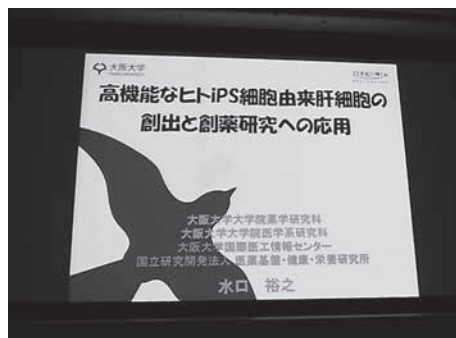 大阪大学
OSAKA UNIVERSITY
高機能なヒトiPS細胞由来肝細胞の
創出と創薬研究への応用
大阪大学大学院薬学研究科
大阪大学大学院医学系研究科
大阪大学国際医工情報センター
国立研究開発法人 医薬基盤・健康・栄養研究所
水口 裕之